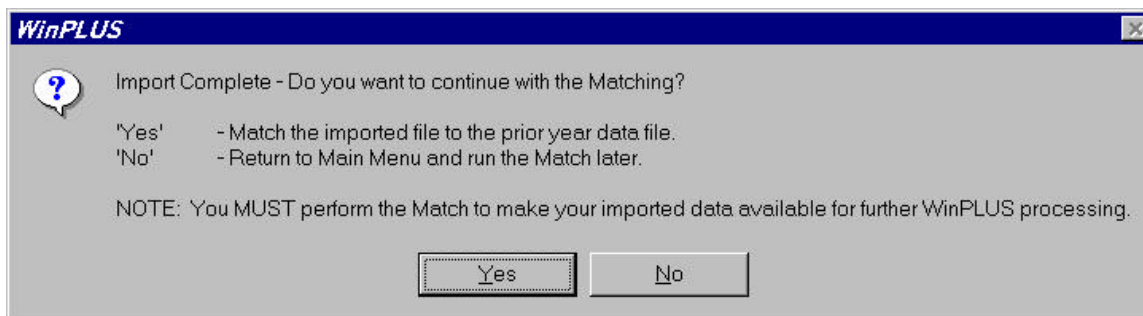 WinPLUS
Import Complete - Do you want to continue with the Matching?
'Yes' - Match the imported file to the prior year data file.
'No' - Return to Main Menu and run the Match later.
NOTE: You MUST perform the Match to make your imported data available for further WinPLUS processing.
Yes No